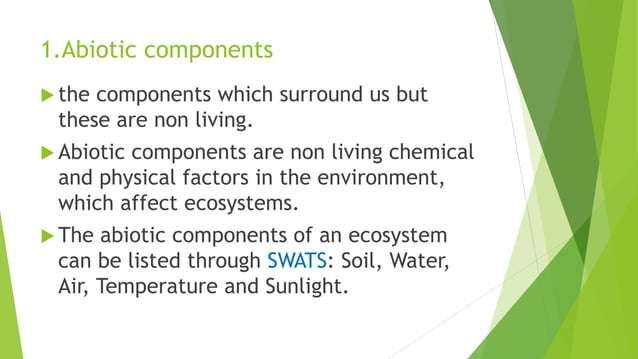 1.Abiotic components
the components which surround us but
these are non living.
Abiotic components are non living chemical
and physical factors in the environment,
which affect ecosystems.
The abiotic components of an ecosystem
can be listed through SWATS: Soil, Water,
Air, Temperature and Sunlight.